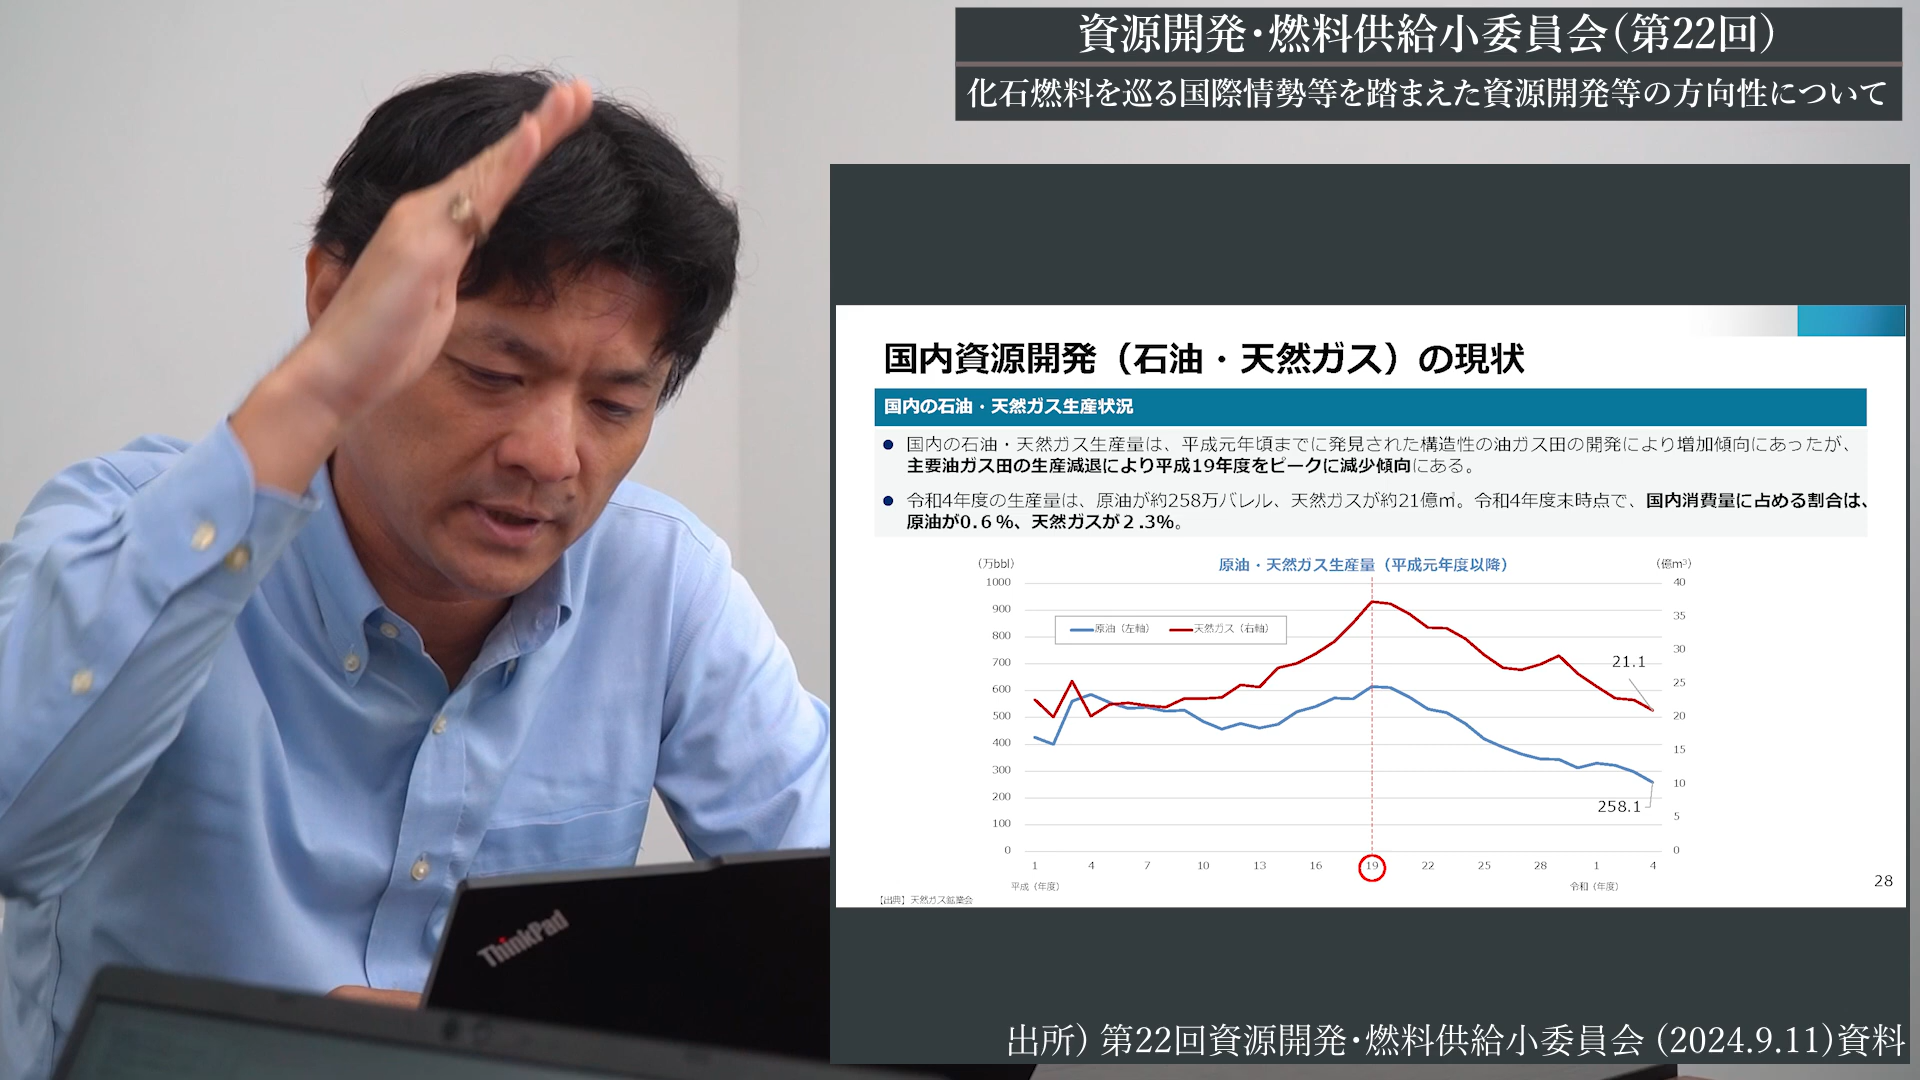 資源開発・燃料供給小委員会（第22回）
化石燃料を巡る国際情勢等を踏まえた資源開発等の方向性について
国内資源開発（石油・天然ガス）の現状
国内の石油・天然ガス生産状況
● 国内の石油・天然ガス生産量は、平成元年頃までに発見された構造性の油ガス田の開発により増加傾向にあったが、
主要油ガス田の生産減退により平成19年度をピークに減少傾向にある。
● 令和4年度の生産量は、原油が約258万バレル、天然ガスが約21億㎥。令和4年度末時点で、国内消費量に占める割合は、
原油が0.６％、天然ガスが２.3%。
（万bbl）
原油・天然ガス生産量（平成元年度以降）
（億m³）
1000
900
800
700
600
500
400
300
200
100
0
原油（左軸）
天然ガス（右軸）
21.1
258.1
40
35
30
25
20
15
10
5
0
1 4 7 10 13 16 19 22 25 28 1 4
平成（年度）
令和（年度）
【出典】天然ガス鉱業会
28
ThinkPad
出所）第22回資源開発・燃料供給小委員会 (2024.9.11)資料